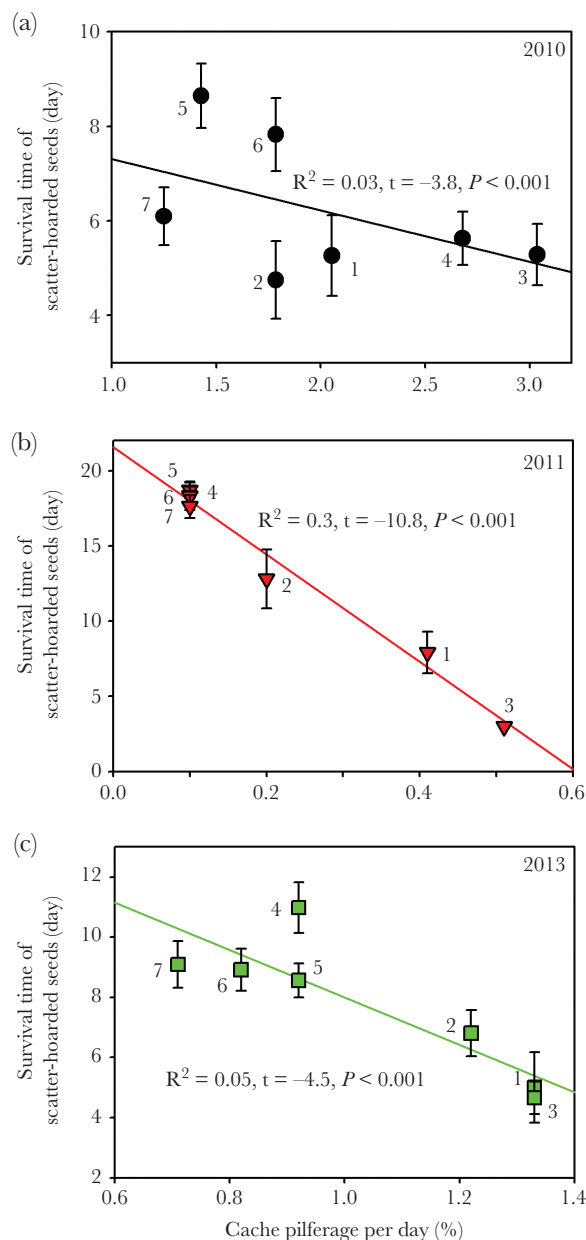 (a)
10
2010
8
6
4
Survival time of
scatter-hoarded seeds (day)
5
6
R² = 0.03, t = –3.8, P < 0.001
7
2
1
4
3
1.0 1.5 2.0 2.5 3.0
(b)
20
2011
15
10
5
0
Survival time of
scatter-hoarded seeds (day)
5
6 4
7
R² = 0.3, t = –10.8, P < 0.001
2
1
3
0.0 0.2 0.4 0.6
(c)
12
2013
10
8
6
4
2
Survival time of
scatter-hoarded seeds (day)
4
7
6
5
2
R² = 0.05, t = –4.5, P < 0.001
1
3
0.6 0.8 1.0 1.2 1.4
Cache pilferage per day (%)